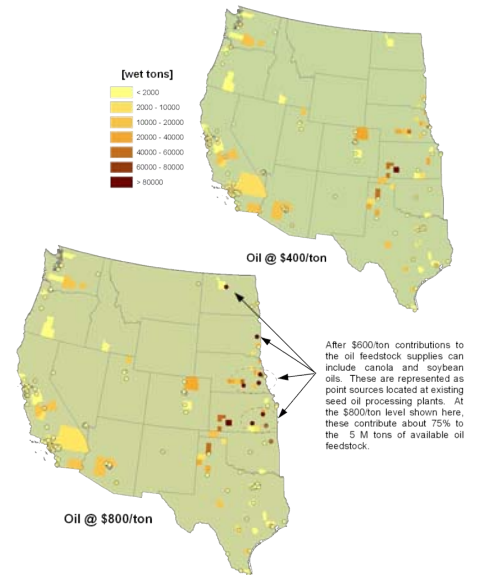 [wet tons]
< 2000
2000 - 10000
10000 - 20000
20000 - 40000
40000 - 60000
60000 - 80000
> 80000
Oil @ $400/ton
After $600/ton contributions to
the oil feedstock supplies can
include canola and soybean
oils. These are represented as
point sources located at existing
seed oil processing plants. At
the $800/ton level shown here,
these contribute about 75% to
the 5 M tons of available oil
feedstock.
Oil @ $800/ton